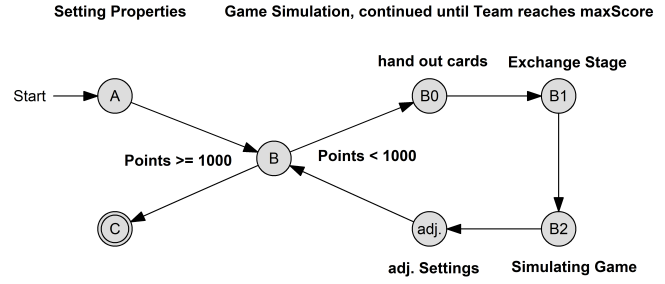 Setting Properties
Game Simulation, continued until Team reaches maxScore
hand out cards
Exchange Stage
Start
A
B0
B1
Points >= 1000
B
Points < 1000
C
adj.
B2
adj. Settings
Simulating Game